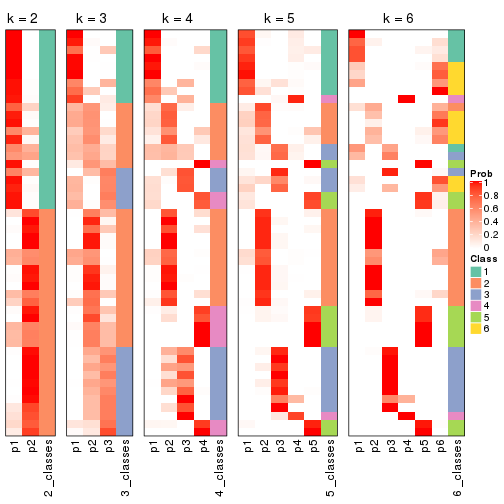 k = 2
k = 3
k = 4
k = 5
k = 6
p1
p2
2_classes
p1
p2
p3
3_classes
p1
p2
p3
p4
4_classes
p1
p2
p3
p4
p5
5_classes
p1
p2
p3
p4
p5
p6
6_classes
Prob
1
0.8
0.6
0.4
0.2
0
Class
1
2
3
4
5
6